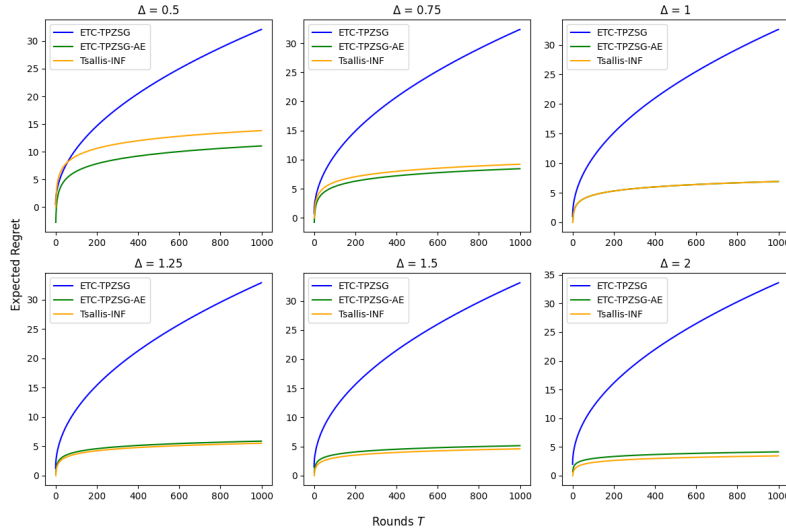 Δ = 0.5
ETC-TPZSG
ETC-TPZSG-AE
Tsallis-INF
30
25
20
15
10
5
0
0 200 400 600 800 1000
Δ = 0.75
ETC-TPZSG
ETC-TPZSG-AE
Tsallis-INF
30
25
20
15
10
5
0
0 200 400 600 800 1000
Δ = 1
ETC-TPZSG
ETC-TPZSG-AE
Tsallis-INF
30
25
20
15
10
5
0
0 200 400 600 800 1000
Expected Regret
Δ = 1.25
ETC-TPZSG
ETC-TPZSG-AE
Tsallis-INF
30
25
20
15
10
5
0
0 200 400 600 800 1000
Δ = 1.5
ETC-TPZSG
ETC-TPZSG-AE
Tsallis-INF
30
25
20
15
10
5
0
0 200 400 600 800 1000
Δ = 2
ETC-TPZSG
ETC-TPZSG-AE
Tsallis-INF
35
30
25
20
15
10
5
0
0 200 400 600 800 1000
Rounds T